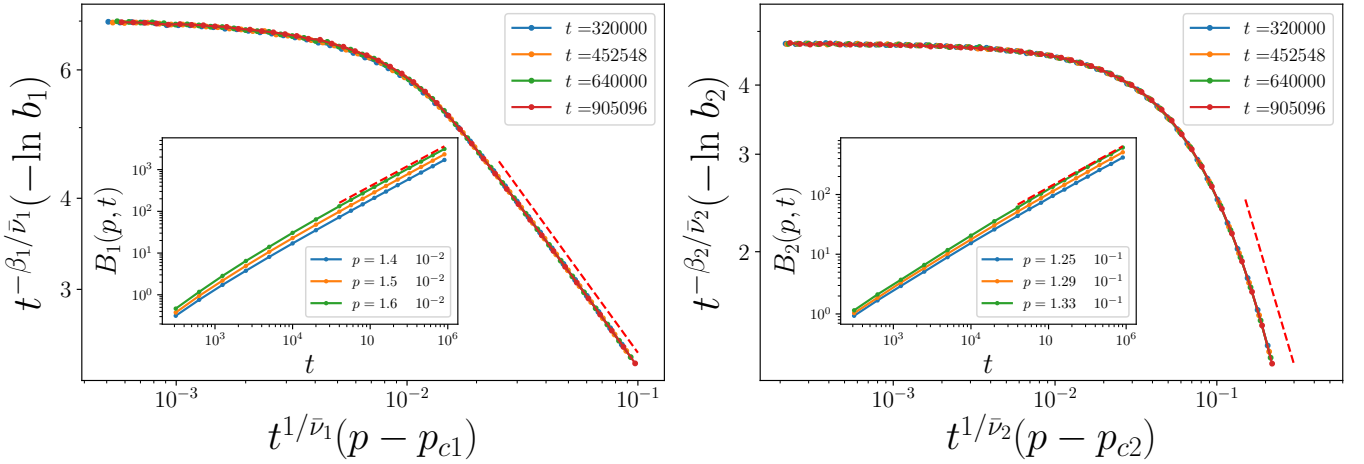 t^{-β_1/ν̄_1}(−ln b_1)
6
4
3
10^{-3}
10^{-2}
10^{-1}
t^{1/ν̄_1}(p − p_{c1})
t = 320000
t = 452548
t = 640000
t = 905096
B_1(p, t)
10^3
10^2
10^1
10^0
10^3
10^4
10
10^6
t
p = 1.4 10^{-2}
p = 1.5 10^{-2}
p = 1.6 10^{-2}
t^{-β_2/ν̄_2}(−ln b_2)
4
3
2
10^{-3}
10^{-2}
10^{-1}
t^{1/ν̄_2}(p − p_{c2})
t = 320000
t = 452548
t = 640000
t = 905096
B_2(p, t)
10^2
10^1
10^0
10^3
10^4
10
10^6
t
p = 1.25 10^{-1}
p = 1.29 10^{-1}
p = 1.33 10^{-1}